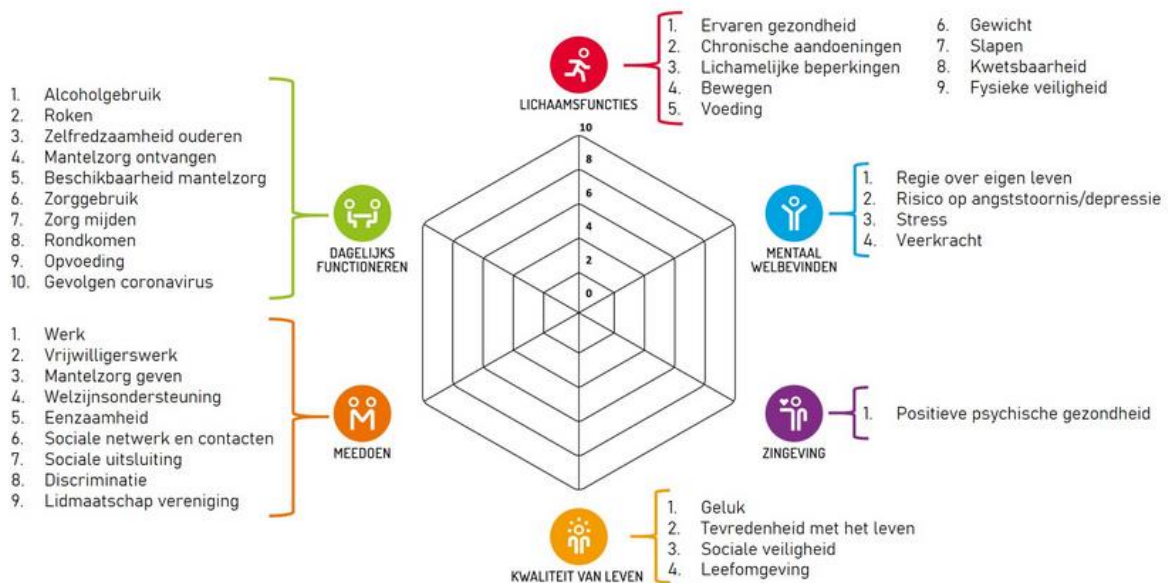 1. Ervaren gezondheid
2. Chronische aandoeningen
3. Lichamelijke beperkingen
4. Bewegen
5. Voeding
6. Gewicht
7. Slapen
8. Kwetsbaarheid
9. Fysieke veiligheid
LICHAAMSFUNCTIES
1. Alcoholgebruik
2. Roken
3. Zelfredzaamheid ouderen
4. Mantelzorg ontvangen
5. Beschikbaarheid mantelzorg
6. Zorggebruik
7. Zorg mijden
8. Rondkomen
9. Opvoeding
10. Gevolgen coronavirus
DAGELIJKS
FUNCTIONEREN
10
8
6
4
2
0
1. Regie over eigen leven
2. Risico op angststoornis/depressie
3. Stress
4. Veerkracht
MENTAAL
WELBEVINDEN
1. Werk
2. Vrijwilligerswerk
3. Mantelzorg geven
4. Welzijnsondersteuning
5. Eenzaamheid
6. Sociale netwerk en contacten
7. Sociale uitsluiting
8. Discriminatie
9. Lidmaatschap vereniging
MEEDOEN
1. Positieve psychische gezondheid
ZINGEVING
1. Geluk
2. Tevredenheid met het leven
3. Sociale veiligheid
4. Leefomgeving
KWALITEIT VAN LEVEN